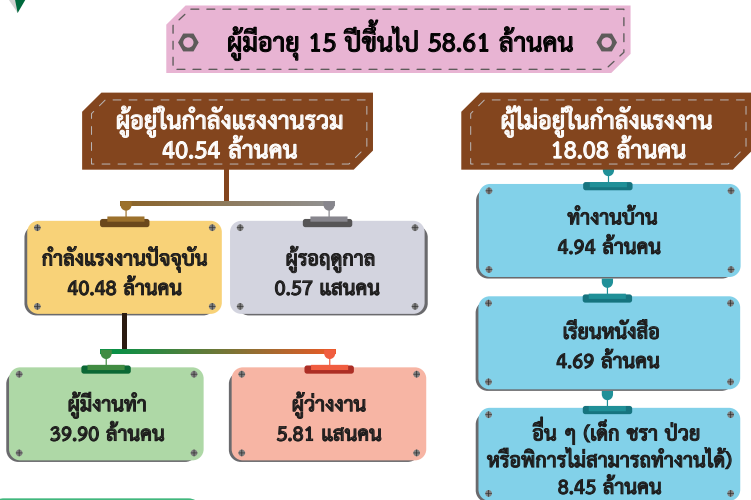 ผู้มีอายุ 15 ปีขึ้นไป 58.61 ล้านคน
ผู้อยู่ในกำลังแรงงานรวม
40.54 ล้านคน
ผู้ไม่อยู่ในกำลังแรงงาน
18.08 ล้านคน
กำลังแรงงานปัจจุบัน
40.48 ล้านคน
ผู้รอฤดูกาล
0.57 แสนคน
ผู้มีงานทำ
39.90 ล้านคน
ผู้ว่างงาน
5.81 แสนคน
ทำงานบ้าน
4.94 ล้านคน
เรียนหนังสือ
4.69 ล้านคน
อื่น ๆ (เด็ก ชรา ป่วย
หรือพิการไม่สามารถทำงานได้)
8.45 ล้านคน